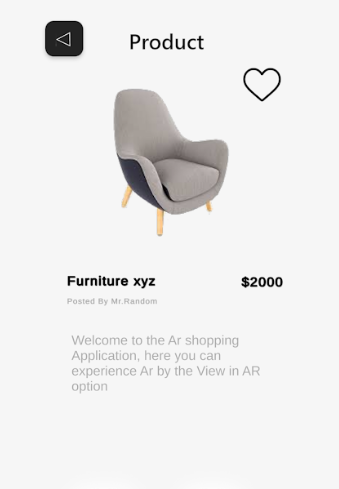 Product
Furniture xyz
$2000
Posted By Mr.Random
Welcome to the Ar shopping
Application, here you can
experience Ar by the View in AR
option